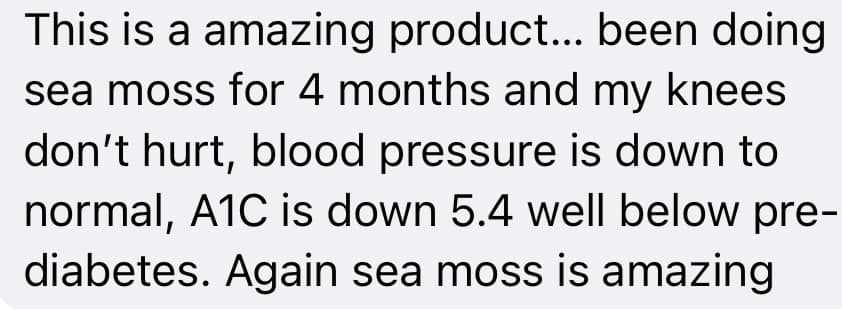 This is a amazing product... been doing
sea moss for 4 months and my knees
don't hurt, blood pressure is down to
normal, A1C is down 5.4 well below pre-
diabetes. Again sea moss is amazing